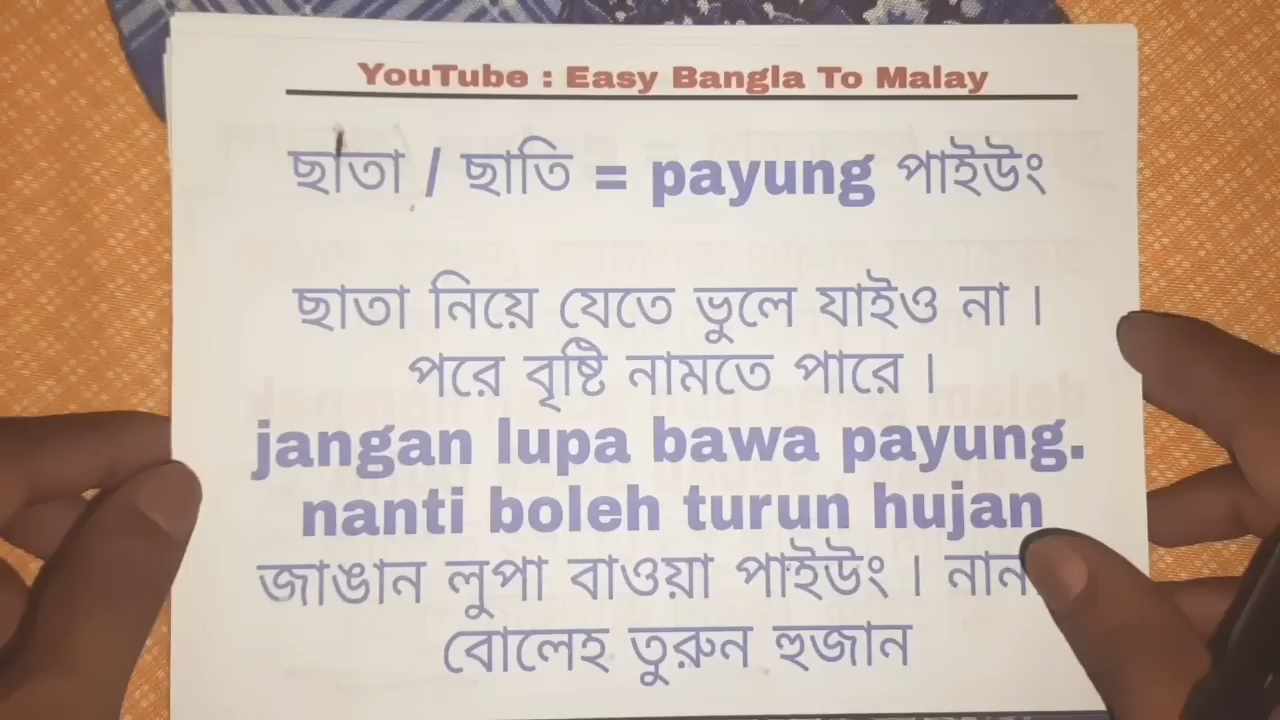 YouTube : Easy Bangla To Malay
ছাতা / ছাতি = payung পাইউং
ছাতা নিয়ে যেতে ভুলে যাইও না ।
পরে বৃষ্টি নামতে পারে ।
jangan lupa bawa payung.
nanti boleh turun hujan
জাঙান লুপা বাওয়া পাইউং ।
বোলেহ তুরুন হুজান